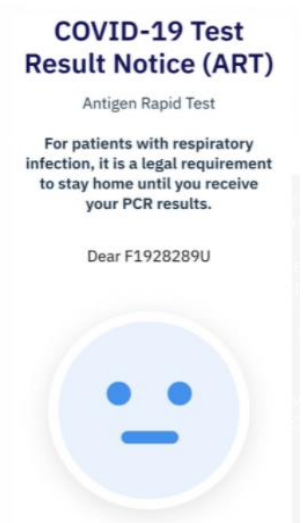 COVID-19 Test
Result Notice (ART)
Antigen Rapid Test
For patients with respiratory
infection, it is a legal requirement
to stay home until you receive
your PCR results.
Dear F1928289U